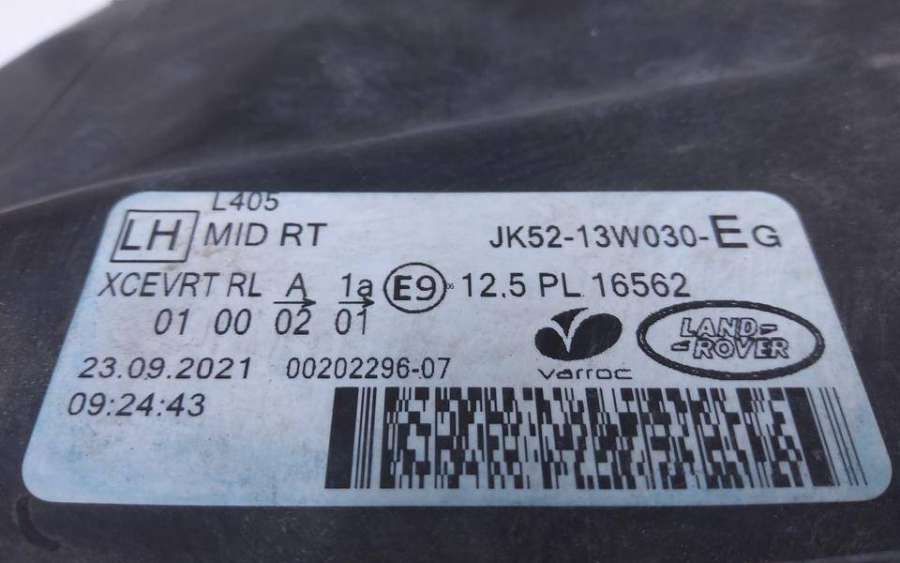 L405
LH MID RT JK52-13W030-EG
XCEVRT RL A 1a E9 12.5 PL 16562
01 00 02 01
LAND-
-ROVER
varroc
23.09.2021 00202296-07
09:24:43